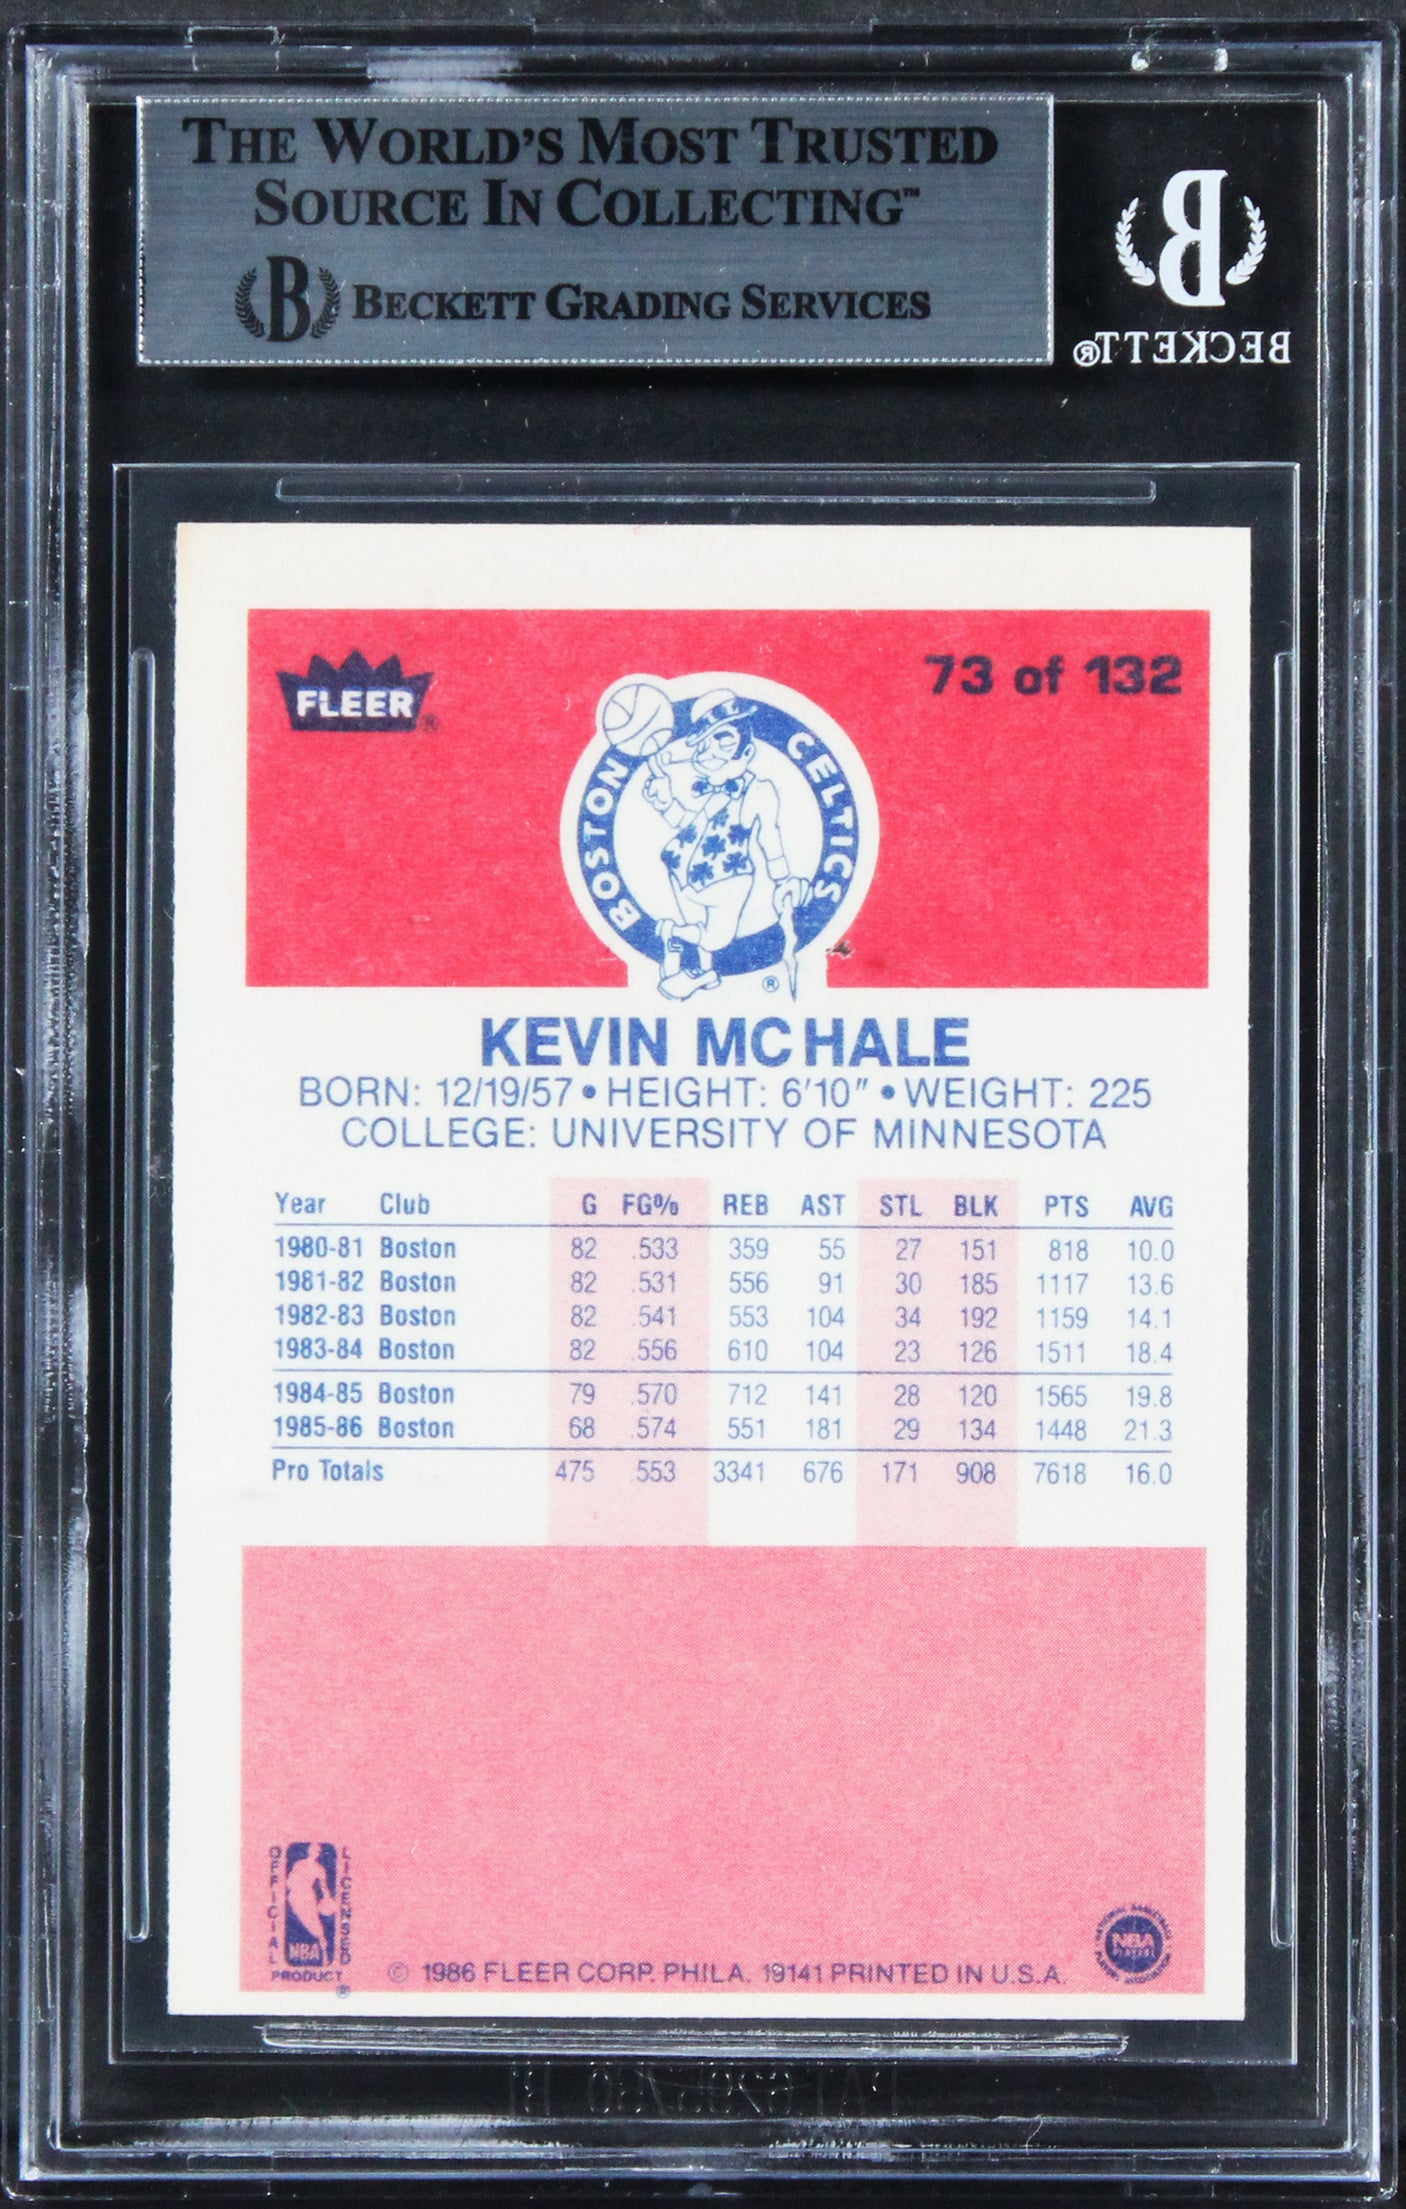 THE WORLD'S MOST TRUSTED
SOURCE IN COLLECTING™
B BECKETT GRADING SERVICES
B
BECKETT®
FLEER®
73 of 132
BOSTON CELTICS
®
KEVIN MCHALE
BORN: 12/19/57 • HEIGHT: 6'10" • WEIGHT: 225
COLLEGE: UNIVERSITY OF MINNESOTA
Year Club G FG% REB AST STL BLK PTS AVG
1980-81 Boston 82 .533 359 55 27 151 818 10.0
1981-82 Boston 82 .531 556 91 30 185 1117 13.6
1982-83 Boston 82 .541 553 104 34 192 1159 14.1
1983-84 Boston 82 .556 610 104 23 126 1511 18.4
1984-85 Boston 79 .570 712 141 28 120 1565 19.8
1985-86 Boston 68 .574 551 181 29 134 1448 21.3
Pro Totals 475 .553 3341 676 171 908 7618 16.0
OFFICIAL LICENSED
NBA
PRODUCT®
© 1986 FLEER CORP. PHILA. 19141 PRINTED IN U.S.A.
NATIONAL BASKETBALL
NBA
PLAYERS
PLAYERS ASSOCIATION